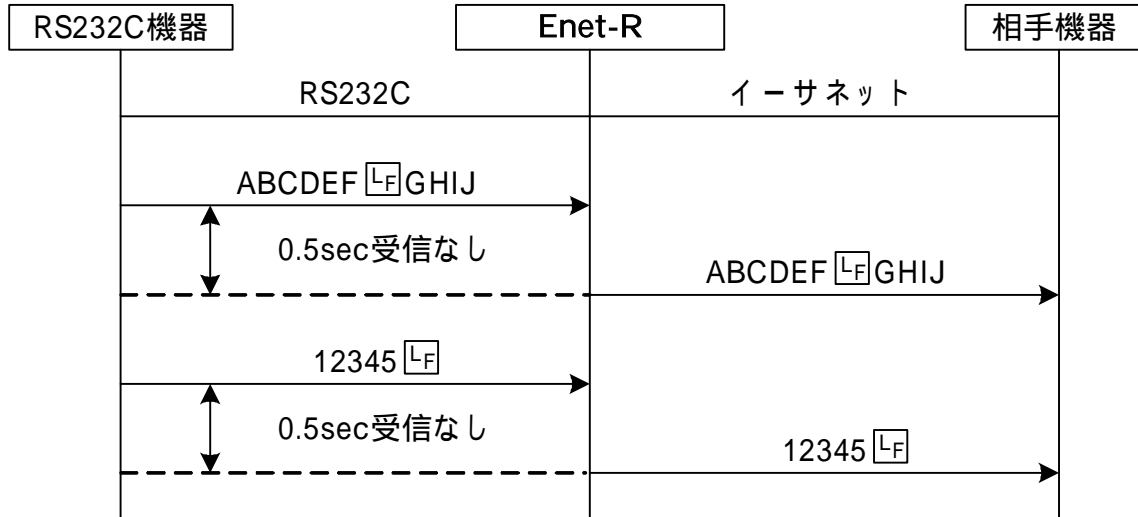 RS232C機器
Enet-R
相手機器
RS232C
イーサネット
ABCDEF LF GHIJ
0.5sec受信なし
ABCDEF LF GHIJ
12345 LF
0.5sec受信なし
12345 LF